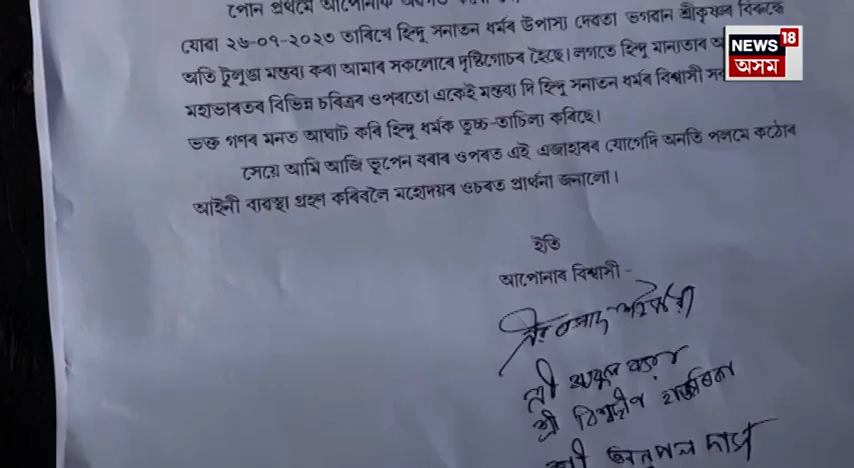 পোন প্ৰথমে আপোনাক
যোৱা ২৬-০৭-২০২৩ তাৰিখে হিন্দু সনাতন ধৰ্মৰ উপাস্য দেৱতা ভগৱান শ্ৰীকৃষ্ণৰ বিৰুদ্ধে
অতি টুলুঙা মন্তব্য কৰা আমাৰ সকলোৰে দৃষ্টিগোচৰ হৈছে। লগতে হিন্দু মান্যতাৰ
মহাভাৰতৰ বিভিন্ন চৰিত্ৰৰ ওপৰতো একেই মন্তব্য দি হিন্দু সনাতন ধৰ্মৰ বিশ্বাসী
ভক্ত গণৰ মনত আঘাট কৰি হিন্দু ধৰ্মক তুচ্ছ-তাচিল্য কৰিছে।
সেয়ে আমি আজি ভূপেন বৰাৰ ওপৰত এই এজাহাৰৰ যোগেদি অনতি পলমে কঠোৰ
আইনী ব্যৱস্থা গ্ৰহণ কৰিবলৈ মহোদয়ৰ ওচৰত প্ৰাৰ্থনা জনালো।
ইতি
আপোনাৰ বিশ্বাসী -
শ্ৰী
শ্ৰী বিশ্বদীপ
শ্ৰী দাস
NEWS 18
অসম